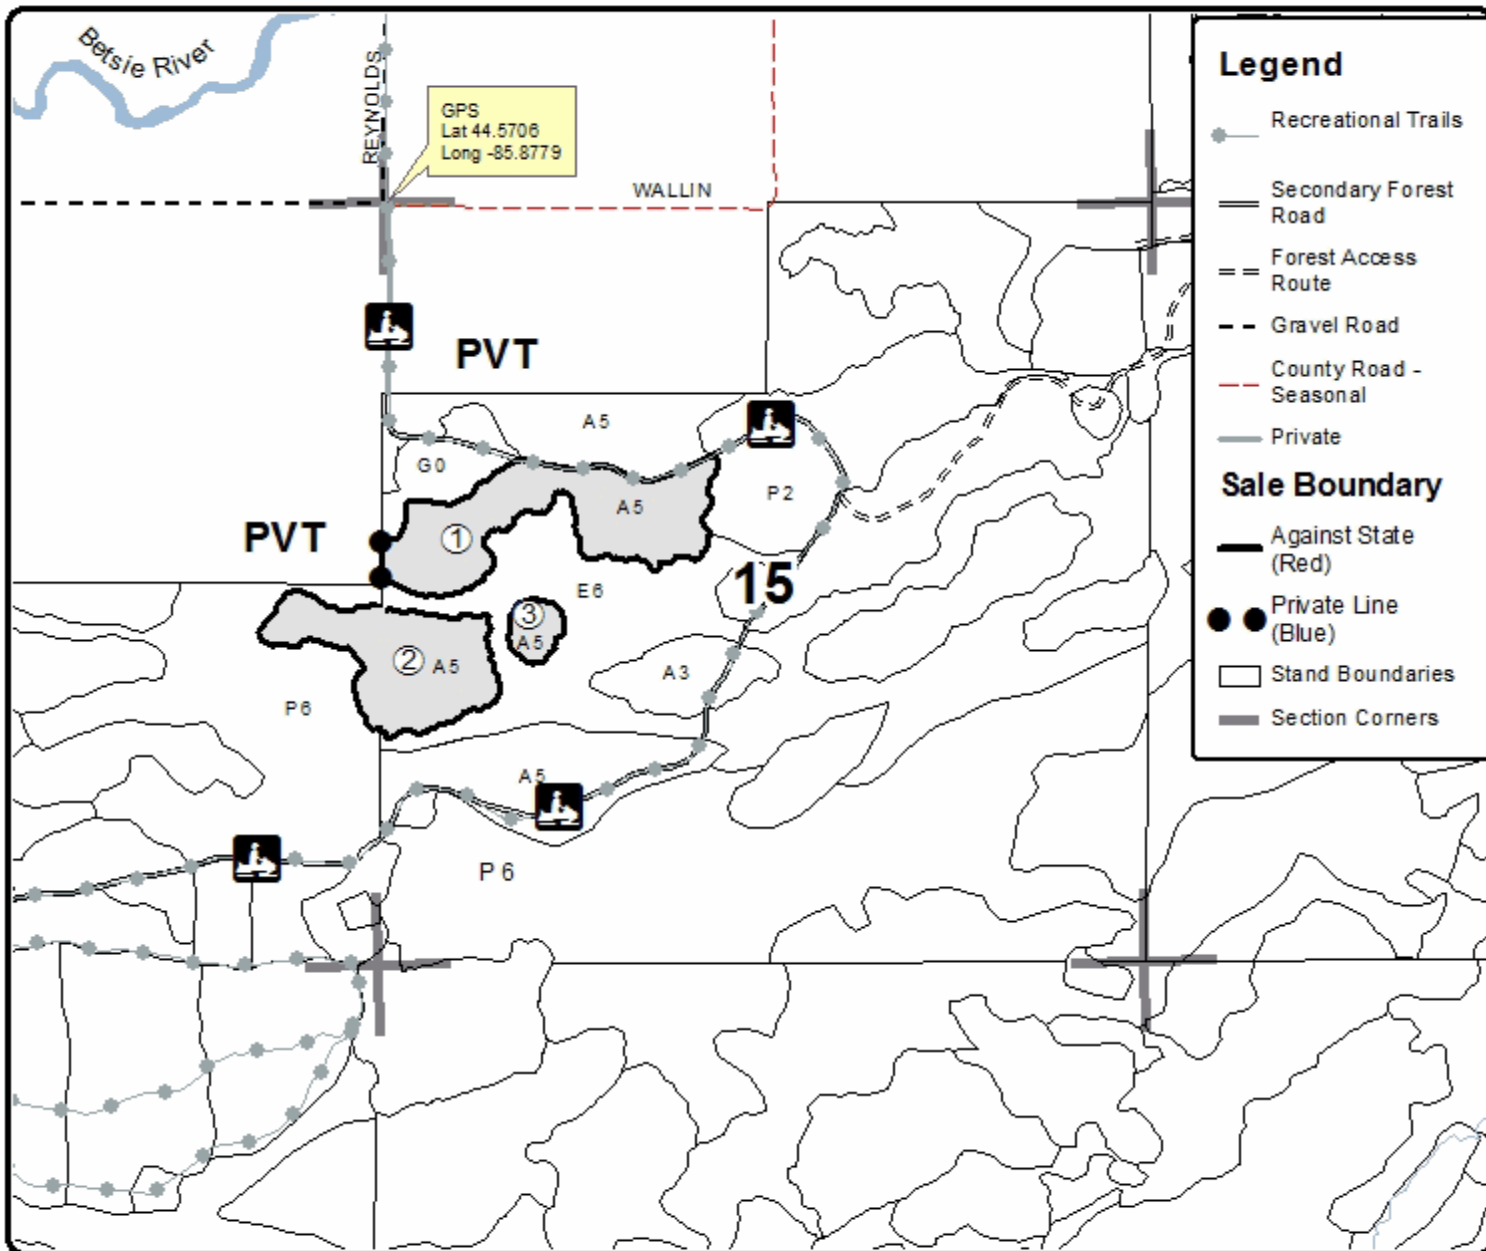 Betsie River
REYNOLDS
GPS
Lat 44.5706
Long -85.8779
WALLIN
PVT
A5
G0
A5
P2
PVT
1
E6
15
3
A5
2
A5
A3
P6
A5
P 6
Legend
Recreational Trails
Secondary Forest
Road
Forest Access
Route
Gravel Road
County Road -
Seasonal
Private
Sale Boundary
Against State
(Red)
Private Line
(Blue)
Stand Boundaries
Section Corners